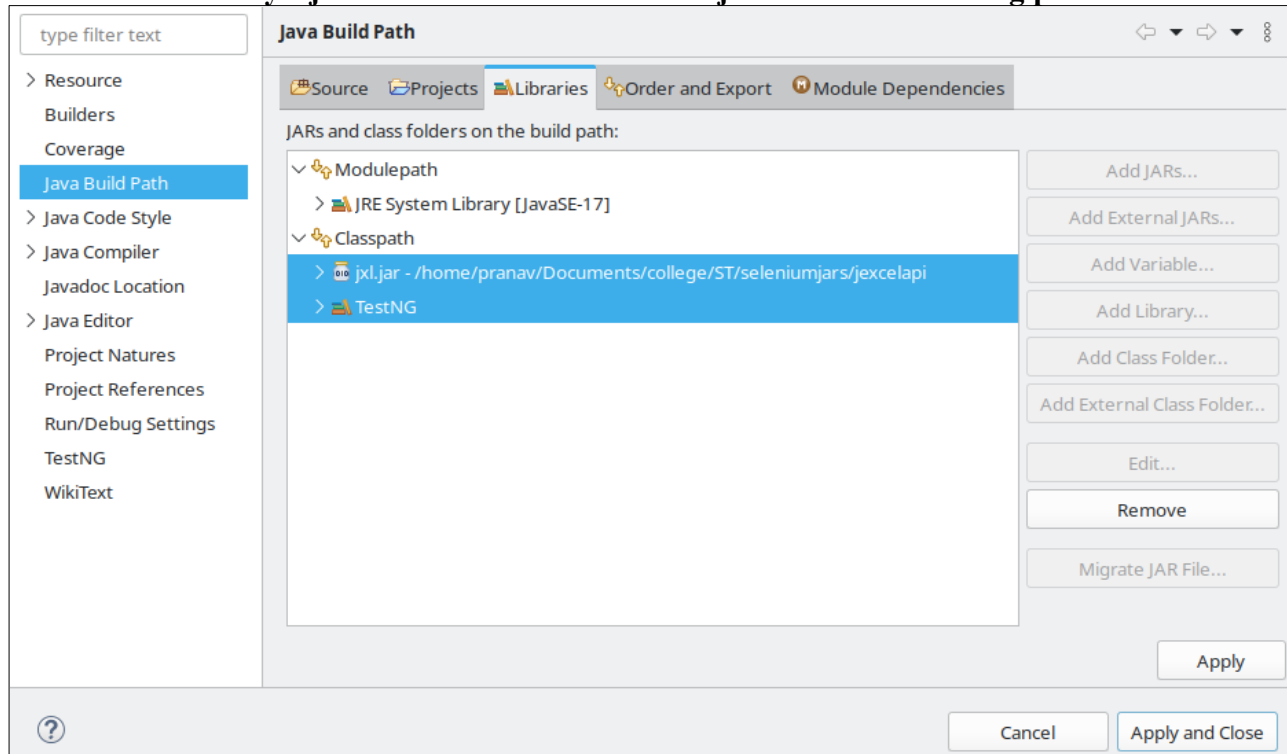 type filter text
Java Build Path
Resource
Builders
Coverage
Java Build Path
Java Code Style
Java Compiler
Javadoc Location
Java Editor
Project Natures
Project References
Run/Debug Settings
TestNG
WikiText
Source Projects Libraries Order and Export Module Dependencies
JARs and class folders on the build path:
Modulepath
JRE System Library [JavaSE-17]
Classpath
jxl.jar - /home/pranav/Documents/college/ST/seleniumjars/jexcelapi
TestNG
Add JARs...
Add External JARs...
Add Variable...
Add Library...
Add Class Folder...
Add External Class Folder...
Edit...
Remove
Migrate JAR File...
Apply
Cancel Apply and Close